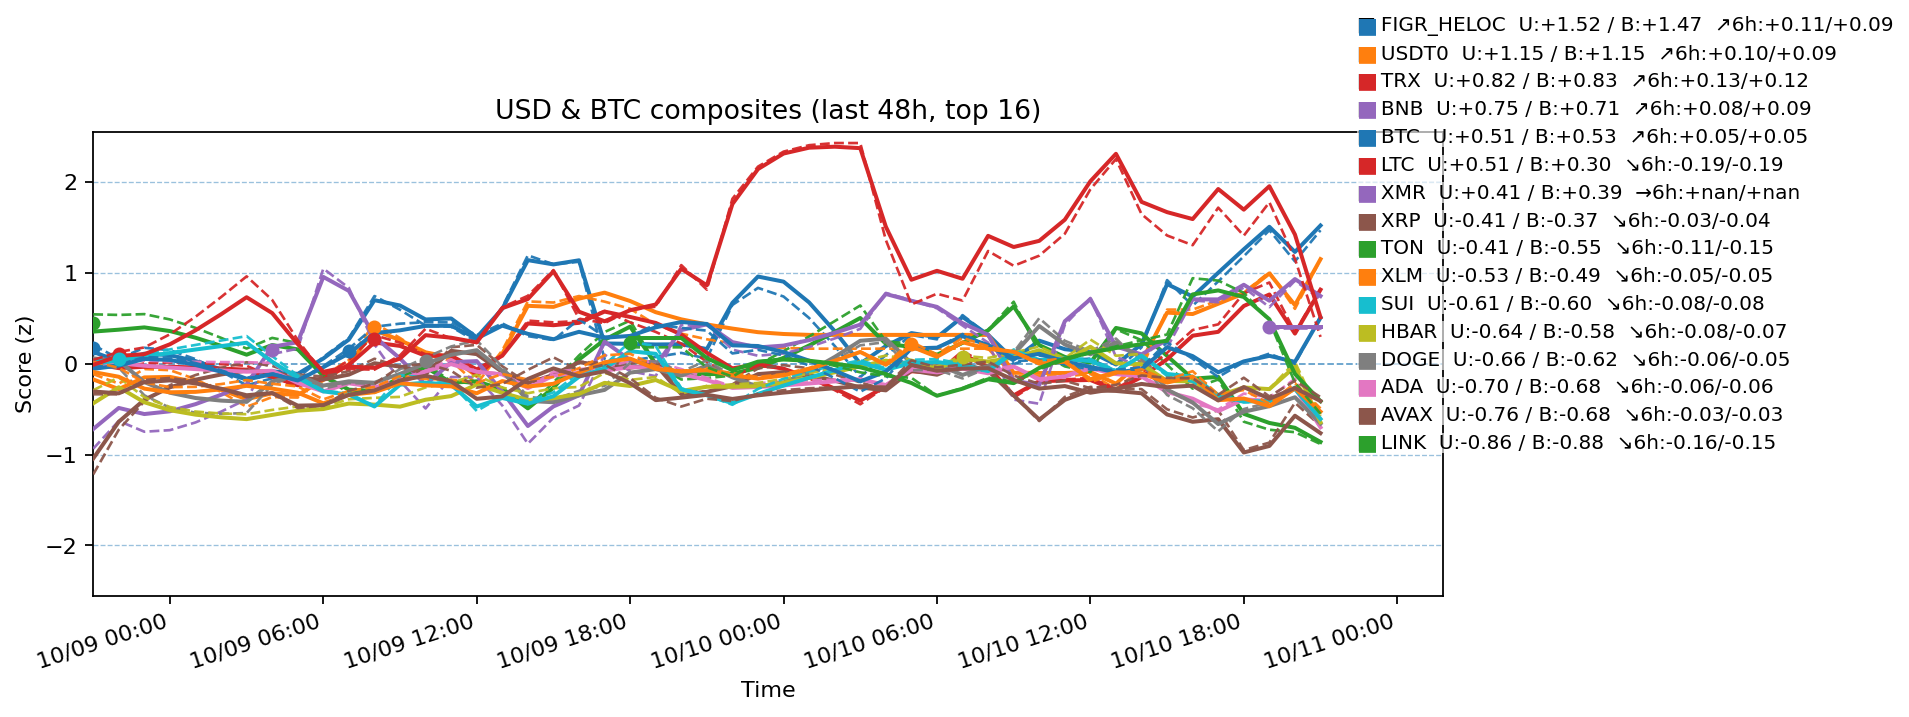 FIGR_HELOC U:+1.52 / B:+1.47 ↗6h:+0.11/+0.09
USDT0 U:+1.15 / B:+1.15 ↗6h:+0.10/+0.09
TRX U:+0.82 / B:+0.83 ↗6h:+0.13/+0.12
BNB U:+0.75 / B:+0.71 ↗6h:+0.08/+0.09
BTC U:+0.51 / B:+0.53 ↗6h:+0.05/+0.05
LTC U:+0.51 / B:+0.30 ↘6h:-0.19/-0.19
XMR U:+0.41 / B:+0.39 →6h:+nan/+nan
XRP U:-0.41 / B:-0.37 ↘6h:-0.03/-0.04
TON U:-0.41 / B:-0.55 ↘6h:-0.11/-0.15
XLM U:-0.53 / B:-0.49 ↘6h:-0.05/-0.05
SUI U:-0.61 / B:-0.60 ↘6h:-0.08/-0.08
HBAR U:-0.64 / B:-0.58 ↘6h:-0.08/-0.07
DOGE U:-0.66 / B:-0.62 ↘6h:-0.06/-0.05
ADA U:-0.70 / B:-0.68 ↘6h:-0.06/-0.06
AVAX U:-0.76 / B:-0.68 ↘6h:-0.03/-0.03
LINK U:-0.86 / B:-0.88 ↘6h:-0.16/-0.15
USD & BTC composites (last 48h, top 16)
Score (z)
2
1
0
−1
−2
10/09 00:00
10/09 06:00
10/09 12:00
10/09 18:00
10/10 00:00
10/10 06:00
10/10 12:00
10/10 18:00
10/11 00:00
Time